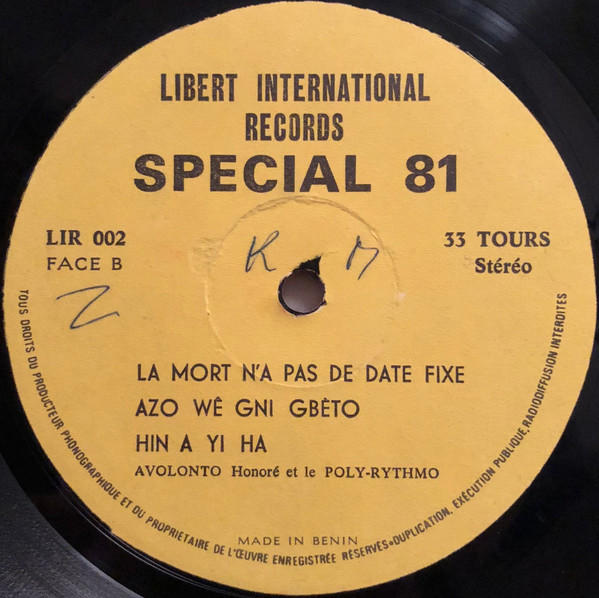 LIBERT INTERNATIONAL
RECORDS
SPECIAL 81
LIR 002
FACE B
33 TOURS
Stéréo
K M
Z
LA MORT N'A PAS DE DATE FIXE
AZO WÊ GNI GBÊTO
HIN A YI HA
AVOLONTO Honoré et le POLY-RYTHMO
MADE IN BENIN
TOUS DROITS DU PRODUCTEUR PHONOGRAPHIQUE ET DU PROPRIETAIRE DE L'ŒUVRE ENREGISTRÉE RÉSERVÉS•DUPLICATION, EXÉCUTION PUBLIQUE, RADIODIFFUSION INTERDITES